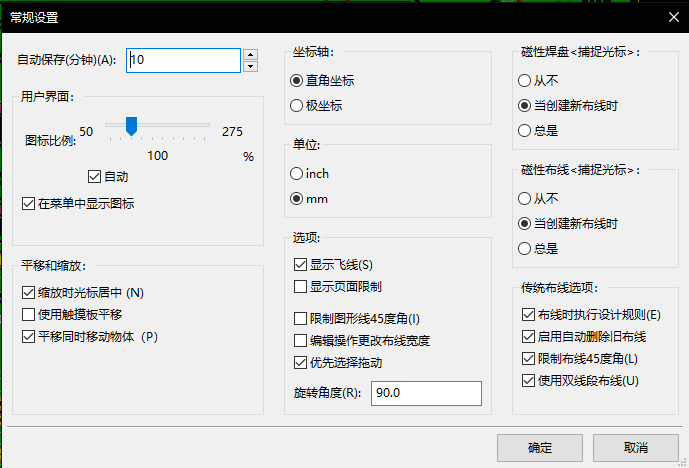 常规设置
自动保存(分钟)(A):
10
用户界面:
50
275
图标比例:
100
%
自动
在菜单中显示图标
平移和缩放:
缩放时光标居中 (N)
使用触摸板平移
平移同时移动物体（P)
坐标轴:
直角坐标
极坐标
单位:
inch
mm
选项:
显示飞线(S)
显示页面限制
限制图形线45度角(I)
编辑操作更改布线宽度
优先选择拖动
旋转角度(R):
90.0
磁性焊盘<捕捉光标>:
从不
当创建新布线时
总是
磁性布线<捕捉光标>:
从不
当创建新布线时
总是
传统布线选项:
布线时执行设计规则(E)
启用自动删除旧布线
限制布线45度角(L)
使用双线段布线(U)
确定
取消